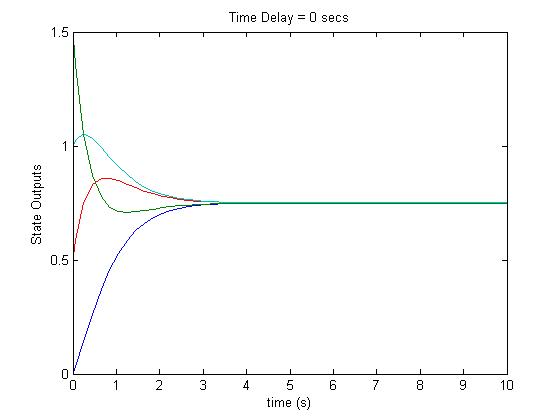 Time Delay = 0 secs
1.5
1
0.5
0
State Outputs
0 1 2 3 4 5 6 7 8 9 10
time (s)